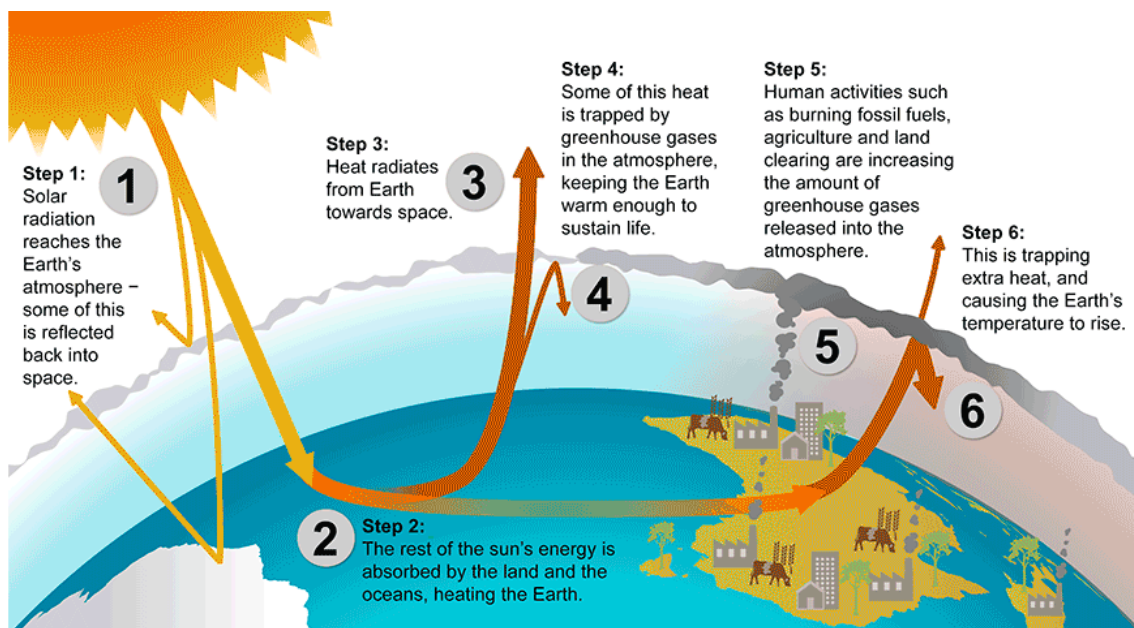 Step 1:
Solar
radiation
reaches the
Earth's
atmosphere –
some of this
is reflected
back into
space.
1
2
Step 2:
The rest of the sun's energy is
absorbed by the land and the
oceans, heating the Earth.
Step 3:
Heat radiates
from Earth
towards space.
3
Step 4:
Some of this heat
is trapped by
greenhouse gases
in the atmosphere,
keeping the Earth
warm enough to
sustain life.
4
Step 5:
Human activities such
as burning fossil fuels,
agriculture and land
clearing are increasing
the amount of
greenhouse gases
released into the
atmosphere.
5
Step 6:
This is trapping
extra heat, and
causing the Earth's
temperature to rise.
6